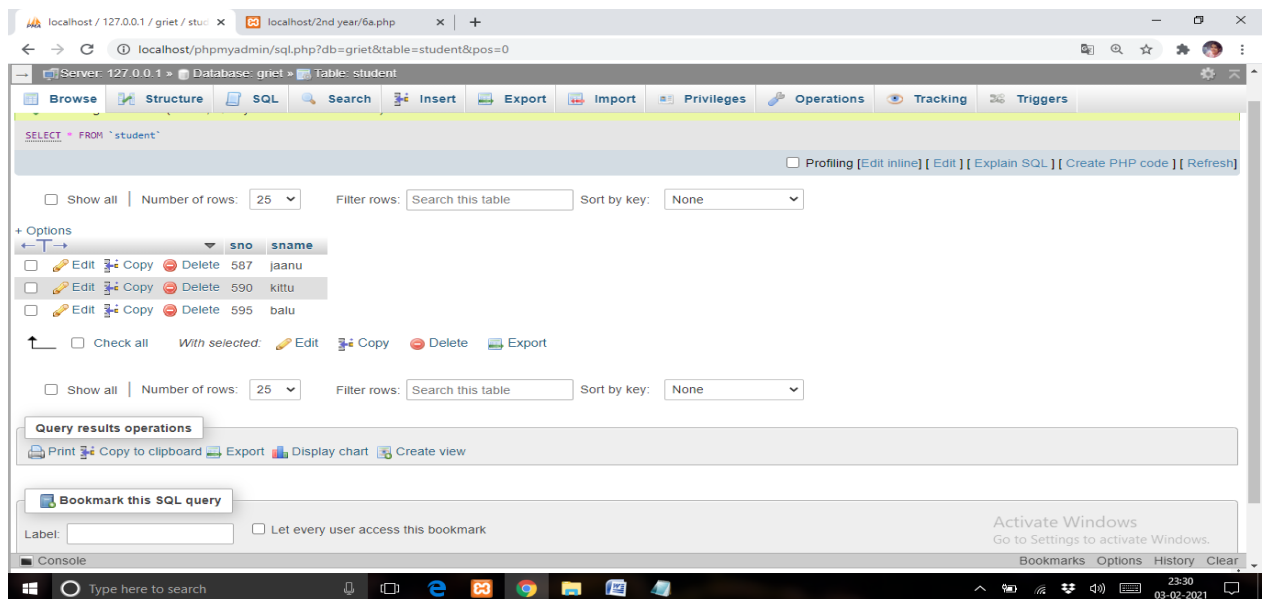 localhost / 127.0.0.1 / griet / stud
localhost/2nd year/6a.php
localhost/phpmyadmin/sql.php?db=griet&table=student&pos=0
Server: 127.0.0.1 » Database: griet » Table: student
Browse Structure SQL Search Insert Export Import Privileges Operations Tracking Triggers
SELECT * FROM `student`
Profiling [Edit inline] [ Edit ] [ Explain SQL ] [ Create PHP code ] [ Refresh]
Show all | Number of rows: 25 Filter rows: Search this table Sort by key: None
+ Options
←T→ sno sname
Edit Copy Delete 587 jaanu
Edit Copy Delete 590 kittu
Edit Copy Delete 595 balu
Check all With selected: Edit Copy Delete Export
Show all | Number of rows: 25 Filter rows: Search this table Sort by key: None
Query results operations
Print Copy to clipboard Export Display chart Create view
Bookmark this SQL query
Label: Let every user access this bookmark
Activate Windows
Go to Settings to activate Windows.
Console Bookmarks Options History Clear
Type here to search
23:30
03-02-2021